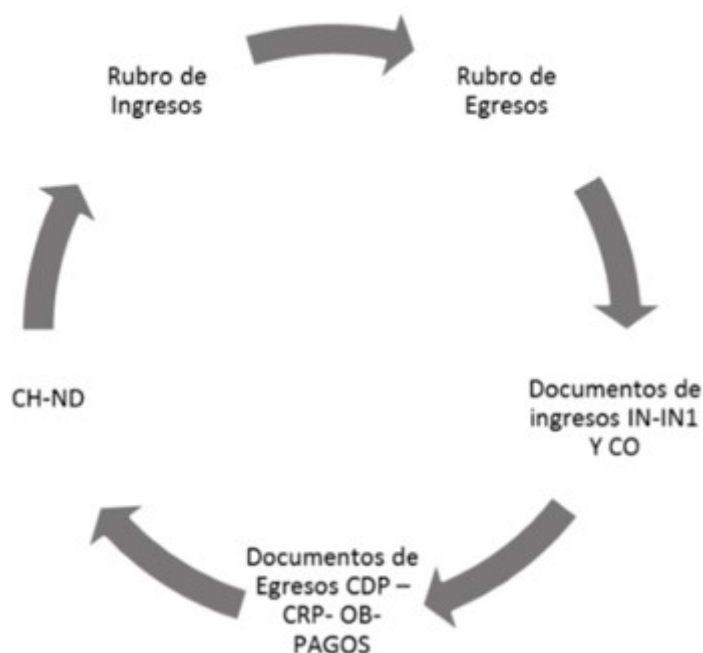 Rubro de
Ingresos
Rubro de
Egresos
Documentos de
ingresos IN-IN1
Y CO
Documentos de
Egresos CDP –
CRP- OB-
PAGOS
CH-ND